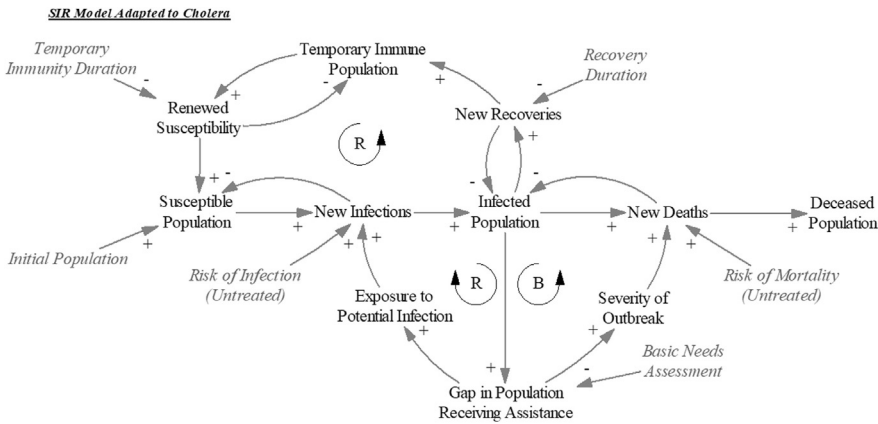 SIR Model Adapted to Cholera
Temporary
Immunity Duration
-
Temporary Immune
Population
-
+
+
Recovery
Duration
-
Renewed
Susceptibility
New Recoveries
+
R
-
-
+
-
Susceptible
Population
+
New Infections
+
+
+
Infected
Population
+
-
New Deaths
+
+
+
Deceased
Population
+
Initial Population
+
Risk of Infection
(Untreated)
Exposure to
Potential Infection
+
R
B
Severity of
Outbreak
+
Risk of Mortality
(Untreated)
Basic Needs
Assessment
-
+
Gap in Population
Receiving Assistance